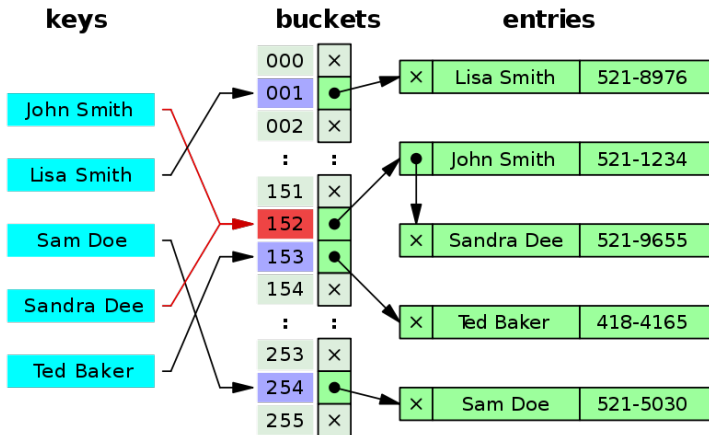 keys
buckets
entries
John Smith
Lisa Smith
Sam Doe
Sandra Dee
Ted Baker
000 ×
001
002 ×
: :
151 ×
152
153
154 ×
: :
253 ×
254
255 ×
× Lisa Smith 521-8976
John Smith 521-1234
× Sandra Dee 521-9655
× Ted Baker 418-4165
× Sam Doe 521-5030